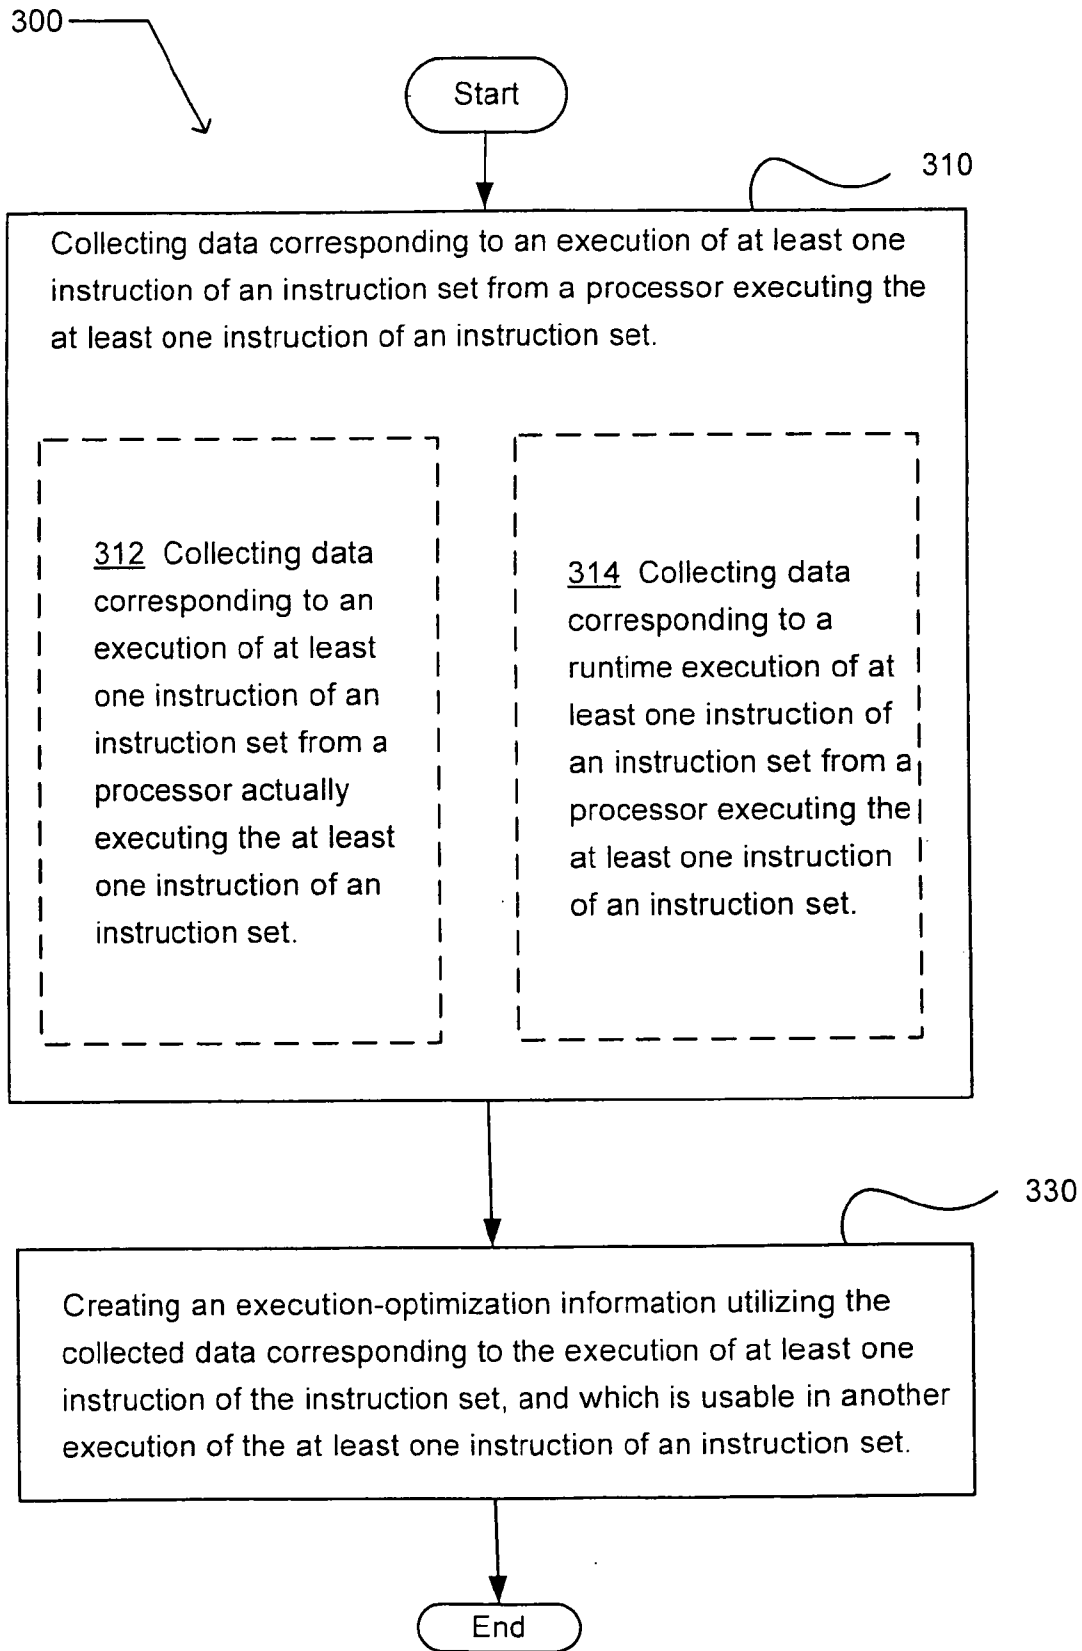 300
Start
310
Collecting data corresponding to an execution of at least one
instruction of an instruction set from a processor executing the
at least one instruction of an instruction set.
312 Collecting data
corresponding to an
execution of at least
one instruction of an
instruction set from a
processor actually
executing the at least
one instruction of an
instruction set.
314 Collecting data
corresponding to a
runtime execution of at
least one instruction of
an instruction set from a
processor executing the
at least one instruction
of an instruction set.
330
Creating an execution-optimization information utilizing the
collected data corresponding to the execution of at least one
instruction of the instruction set, and which is usable in another
execution of the at least one instruction of an instruction set.
End